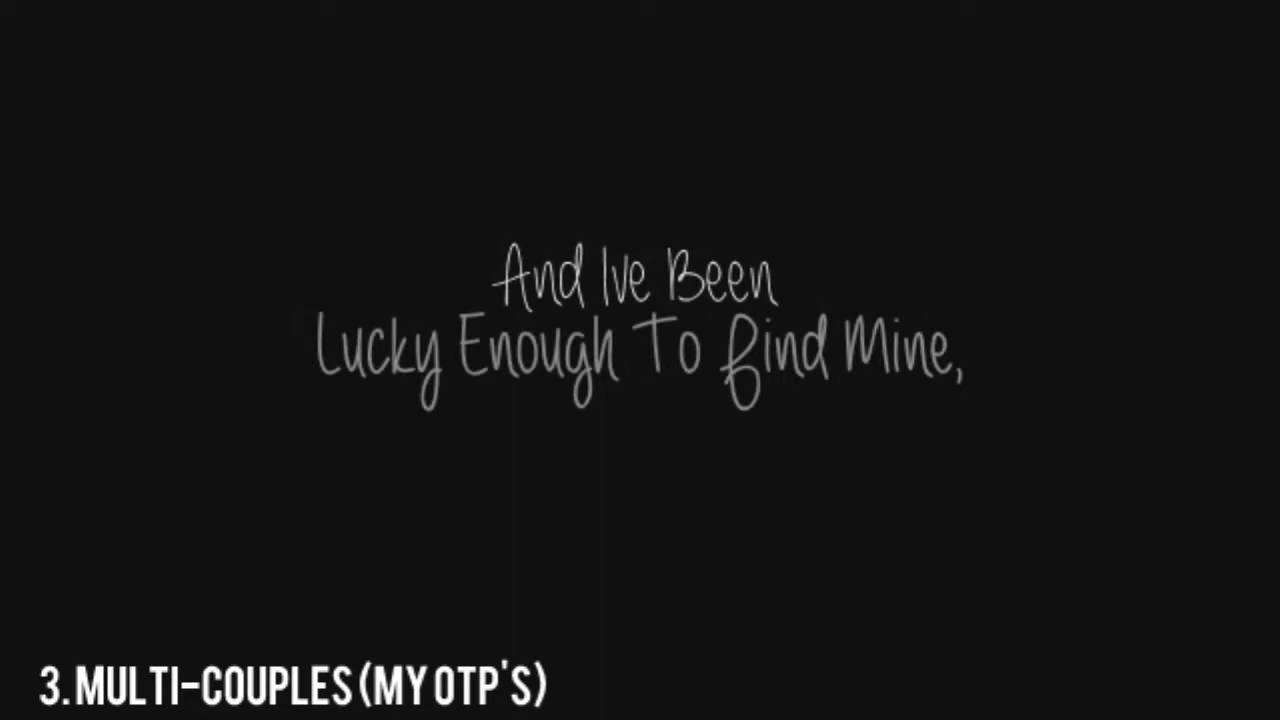 And Ive Been
Lucky Enough To find Mine,
3. MULTI-COUPLES (MY OTP'S)